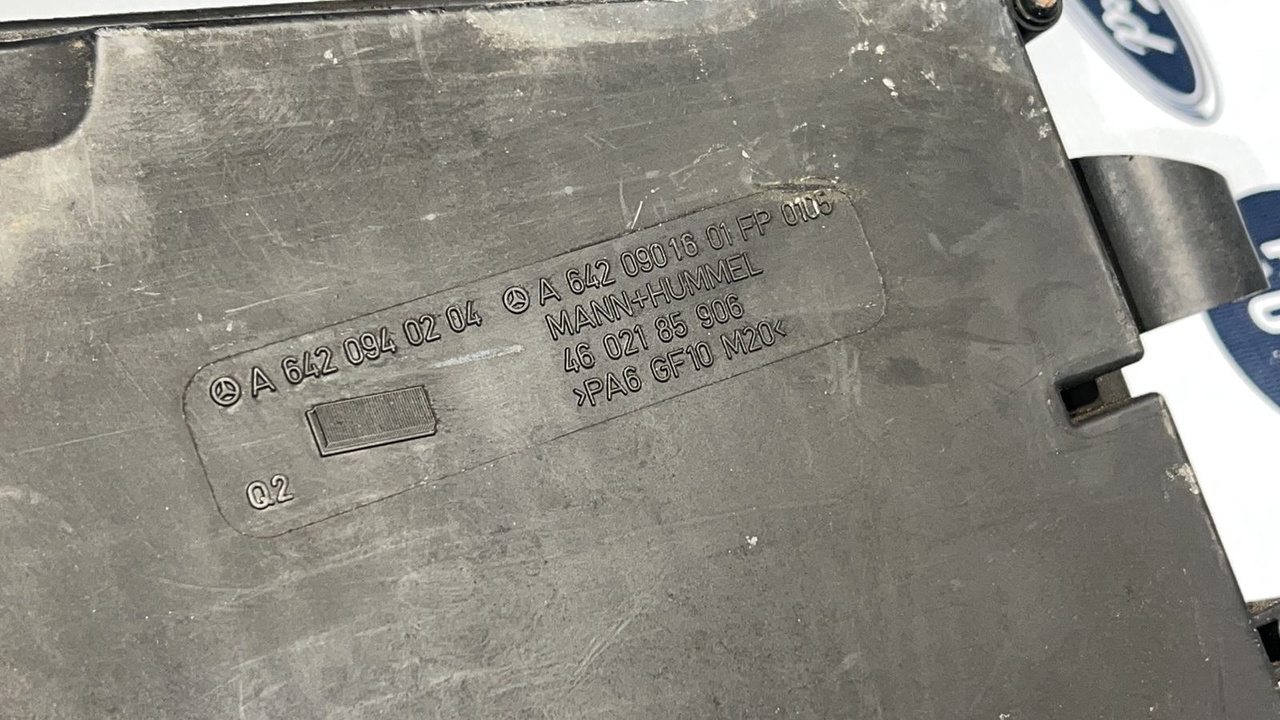 Ford
A 642 094 02 04
A 642 090 16 01 FP 0105
MANN+HUMMEL
46 021 85 906
>PA6 GF10 M20<
Q2